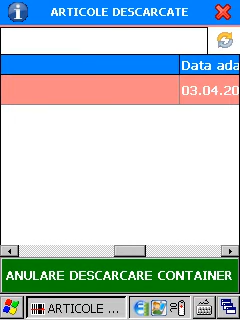 ARTICOLE DESCARCATE
Data ada
03.04.20
ANULARE DESCARCARE CONTAINER
ARTICOLE ...